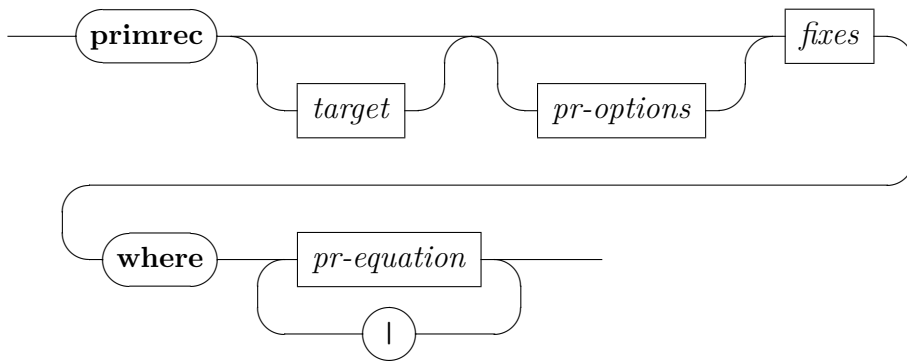 primrec fixes
target pr-options
where pr-equation
|